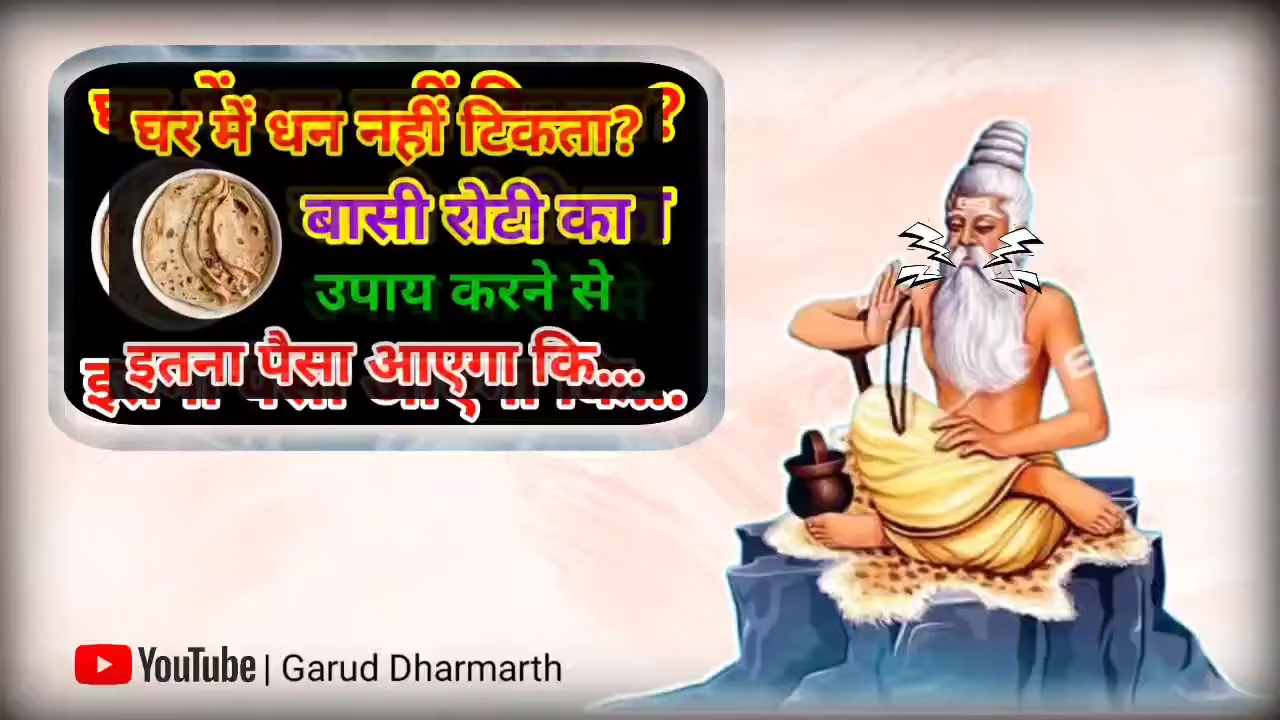 घर में धन नहीं टिकता?
बासी रोटी का
उपाय करने से
इतना पैसा आएगा कि...
YouTube | Garud Dharmarth